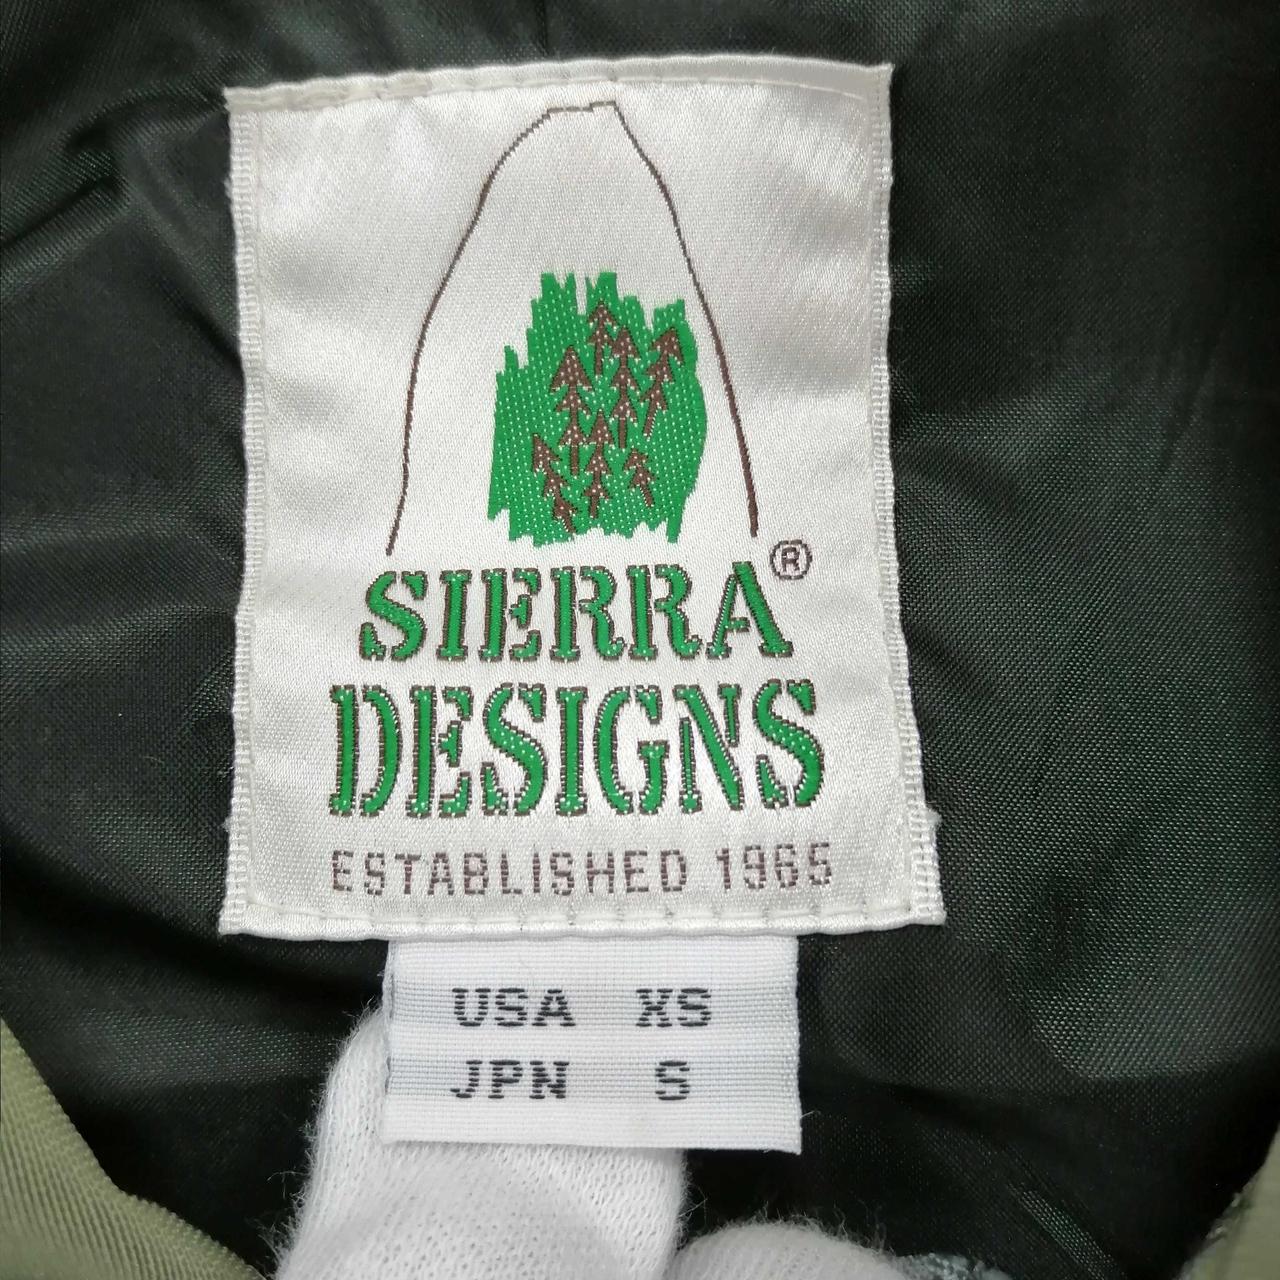 SIERRA®
DESIGNS
ESTABLISHED 1965
USA XS
JPN S